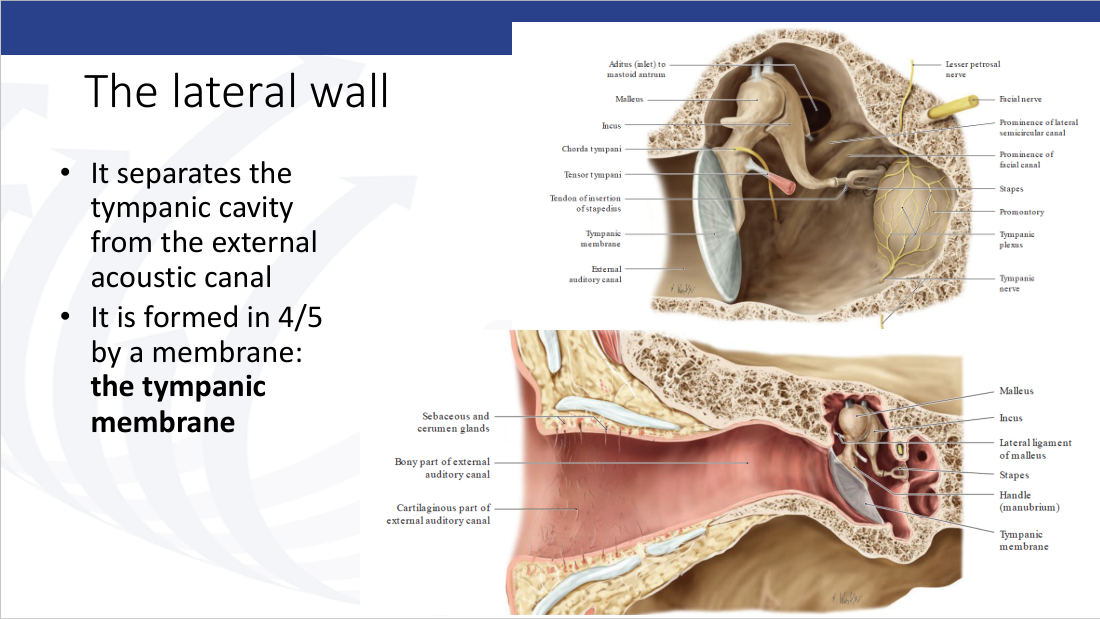 The lateral wall
• It separates the
tympanic cavity
from the external
acoustic canal
• It is formed in 4/5
by a membrane:
the tympanic
membrane
Aditus (inlet) to
mastoid antrum
Malleus
Incus
Chorda tympani
Tensor tympani
Tendon of insertion
of stapedius
Tympanic
membrane
External
auditory canal
Lesser petrosal
nerve
Facial nerve
Prominence of lateral
semicircular canal
Prominence of
facial canal
Stapes
Promontory
Tympanic
plexus
Tympanic
nerve
Sebaceous and
cerumen glands
Bony part of external
auditory canal
Cartilaginous part of
external auditory canal
Malleus
Incus
Lateral ligament
of malleus
Stapes
Handle
(manubrium)
Tympanic
membrane